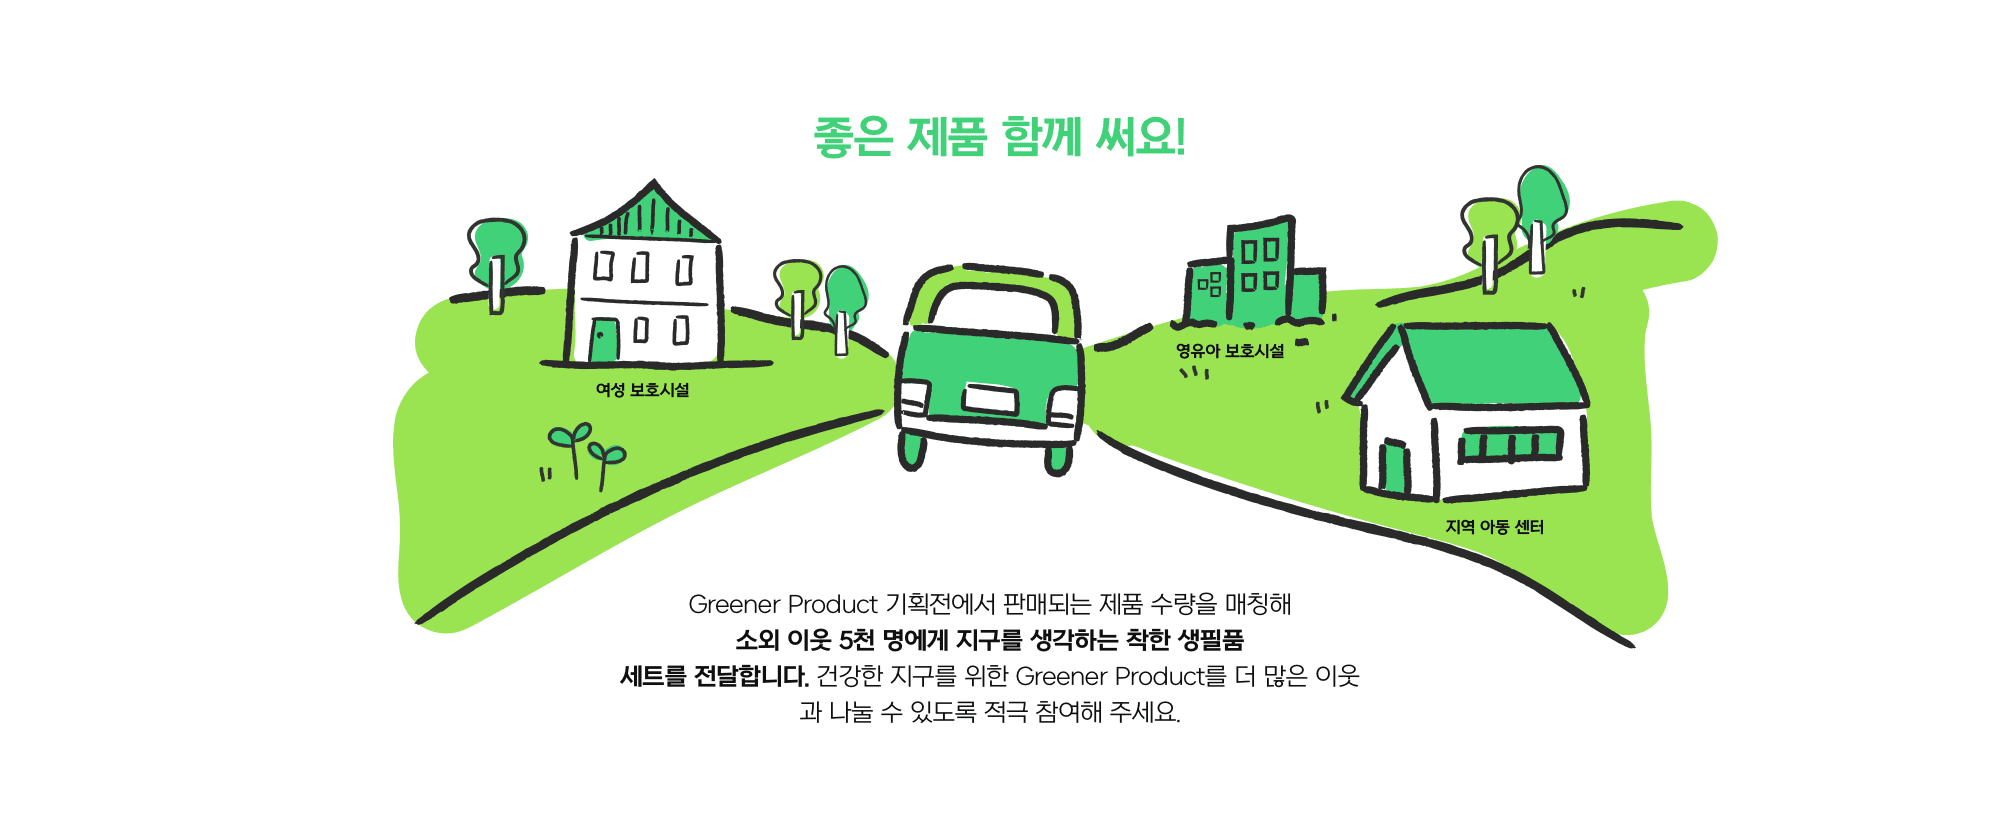 좋은 제품 함께 써요!
여성 보호시설
영유아 보호시설
지역 아동 센터
Greener Product 기획전에서 판매되는 제품 수량을 매칭해
소외 이웃 5천 명에게 지구를 생각하는 착한 생필품
세트를 전달합니다. 건강한 지구를 위한 Greener Product를 더 많은 이웃
과 나눌 수 있도록 적극 참여해 주세요.